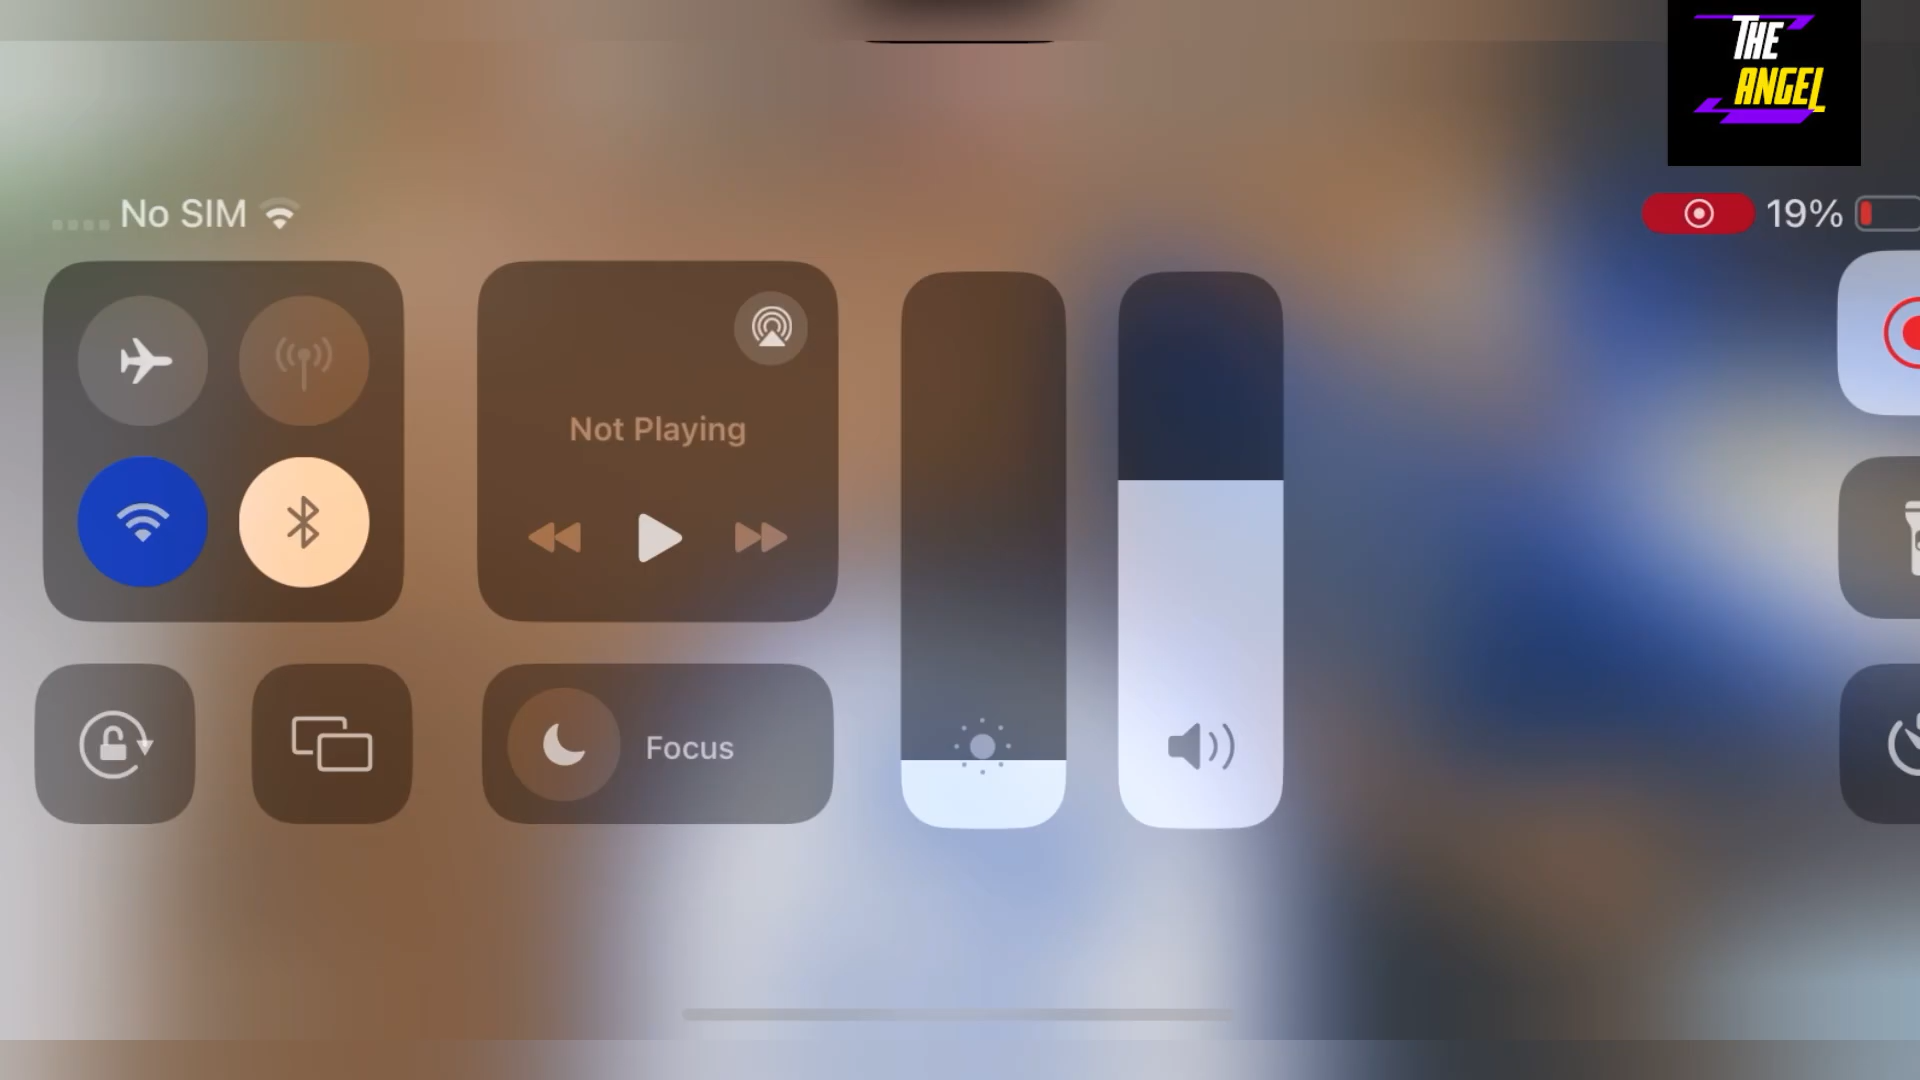 THE
ANGEL
No SIM
19%
Not Playing
Focus